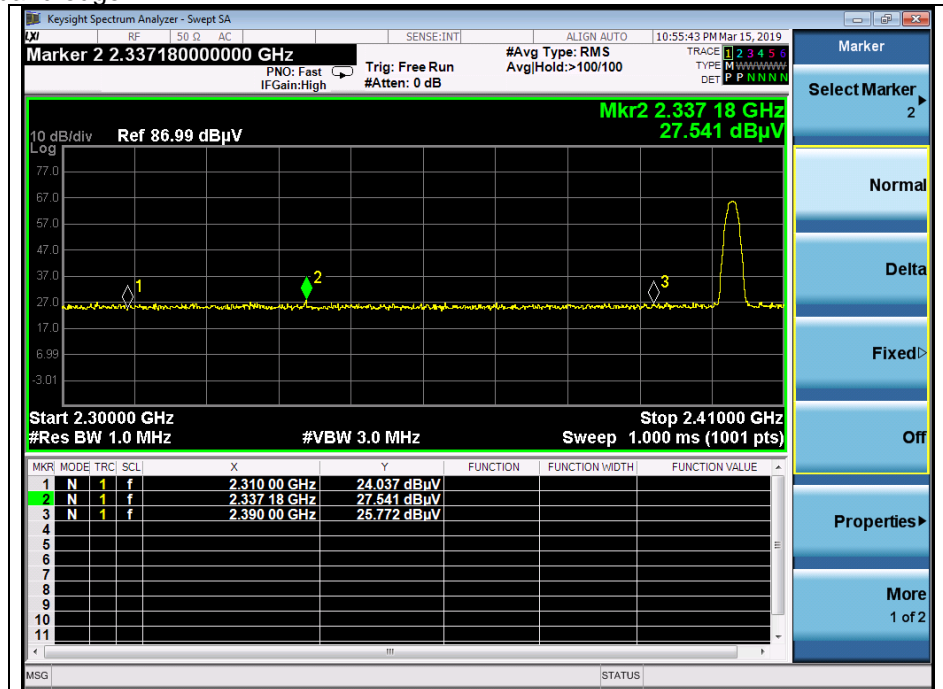 Keysight Spectrum Analyzer - Swept SA
LXI RF 50 Ω AC SENSE:INT ALIGN AUTO 10:55:43 PM Mar 15, 2019
Marker 2 2.337180000000 GHz
PNO: Fast
IFGain:High
Trig: Free Run
#Atten: 0 dB
#Avg Type: RMS
Avg|Hold:>100/100
TRACE 1 2 3 4 5 6
TYPE M WWWWW
DET P P N N N N
Mkr2 2.337 18 GHz
27.541 dBµV
10 dB/div Ref 86.99 dBµV
Log
77.0
67.0
57.0
47.0
37.0
27.0
17.0
6.99
-3.01
1
2
3
Start 2.30000 GHz Stop 2.41000 GHz
#Res BW 1.0 MHz #VBW 3.0 MHz Sweep 1.000 ms (1001 pts)
MKR MODE TRC SCL X Y FUNCTION FUNCTION WIDTH FUNCTION VALUE
1 N 1 f 2.310 00 GHz 24.037 dBµV
2 N 1 f 2.337 18 GHz 27.541 dBµV
3 N 1 f 2.390 00 GHz 25.772 dBµV
4
5
6
7
8
9
10
11
MSG STATUS
Marker
Select Marker
2
Normal
Delta
Fixed
Off
Properties
More
1 of 2